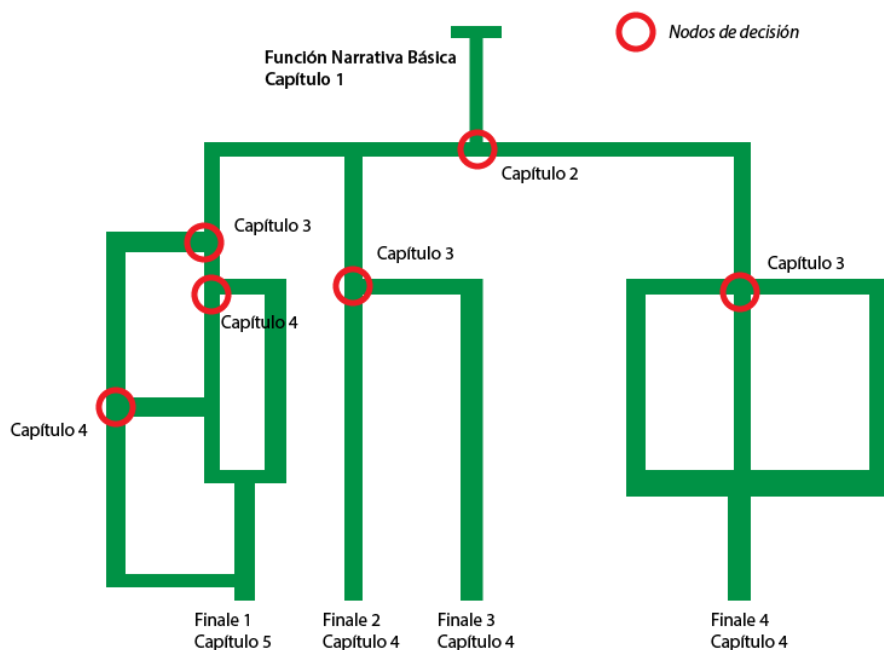 Nodos de decisión
Función Narrativa Básica
Capítulo 1
Capítulo 2
Capítulo 3
Capítulo 3
Capítulo 3
Capítulo 4
Capítulo 4
Finale 1
Capítulo 5
Finale 2
Capítulo 4
Finale 3
Capítulo 4
Finale 4
Capítulo 4